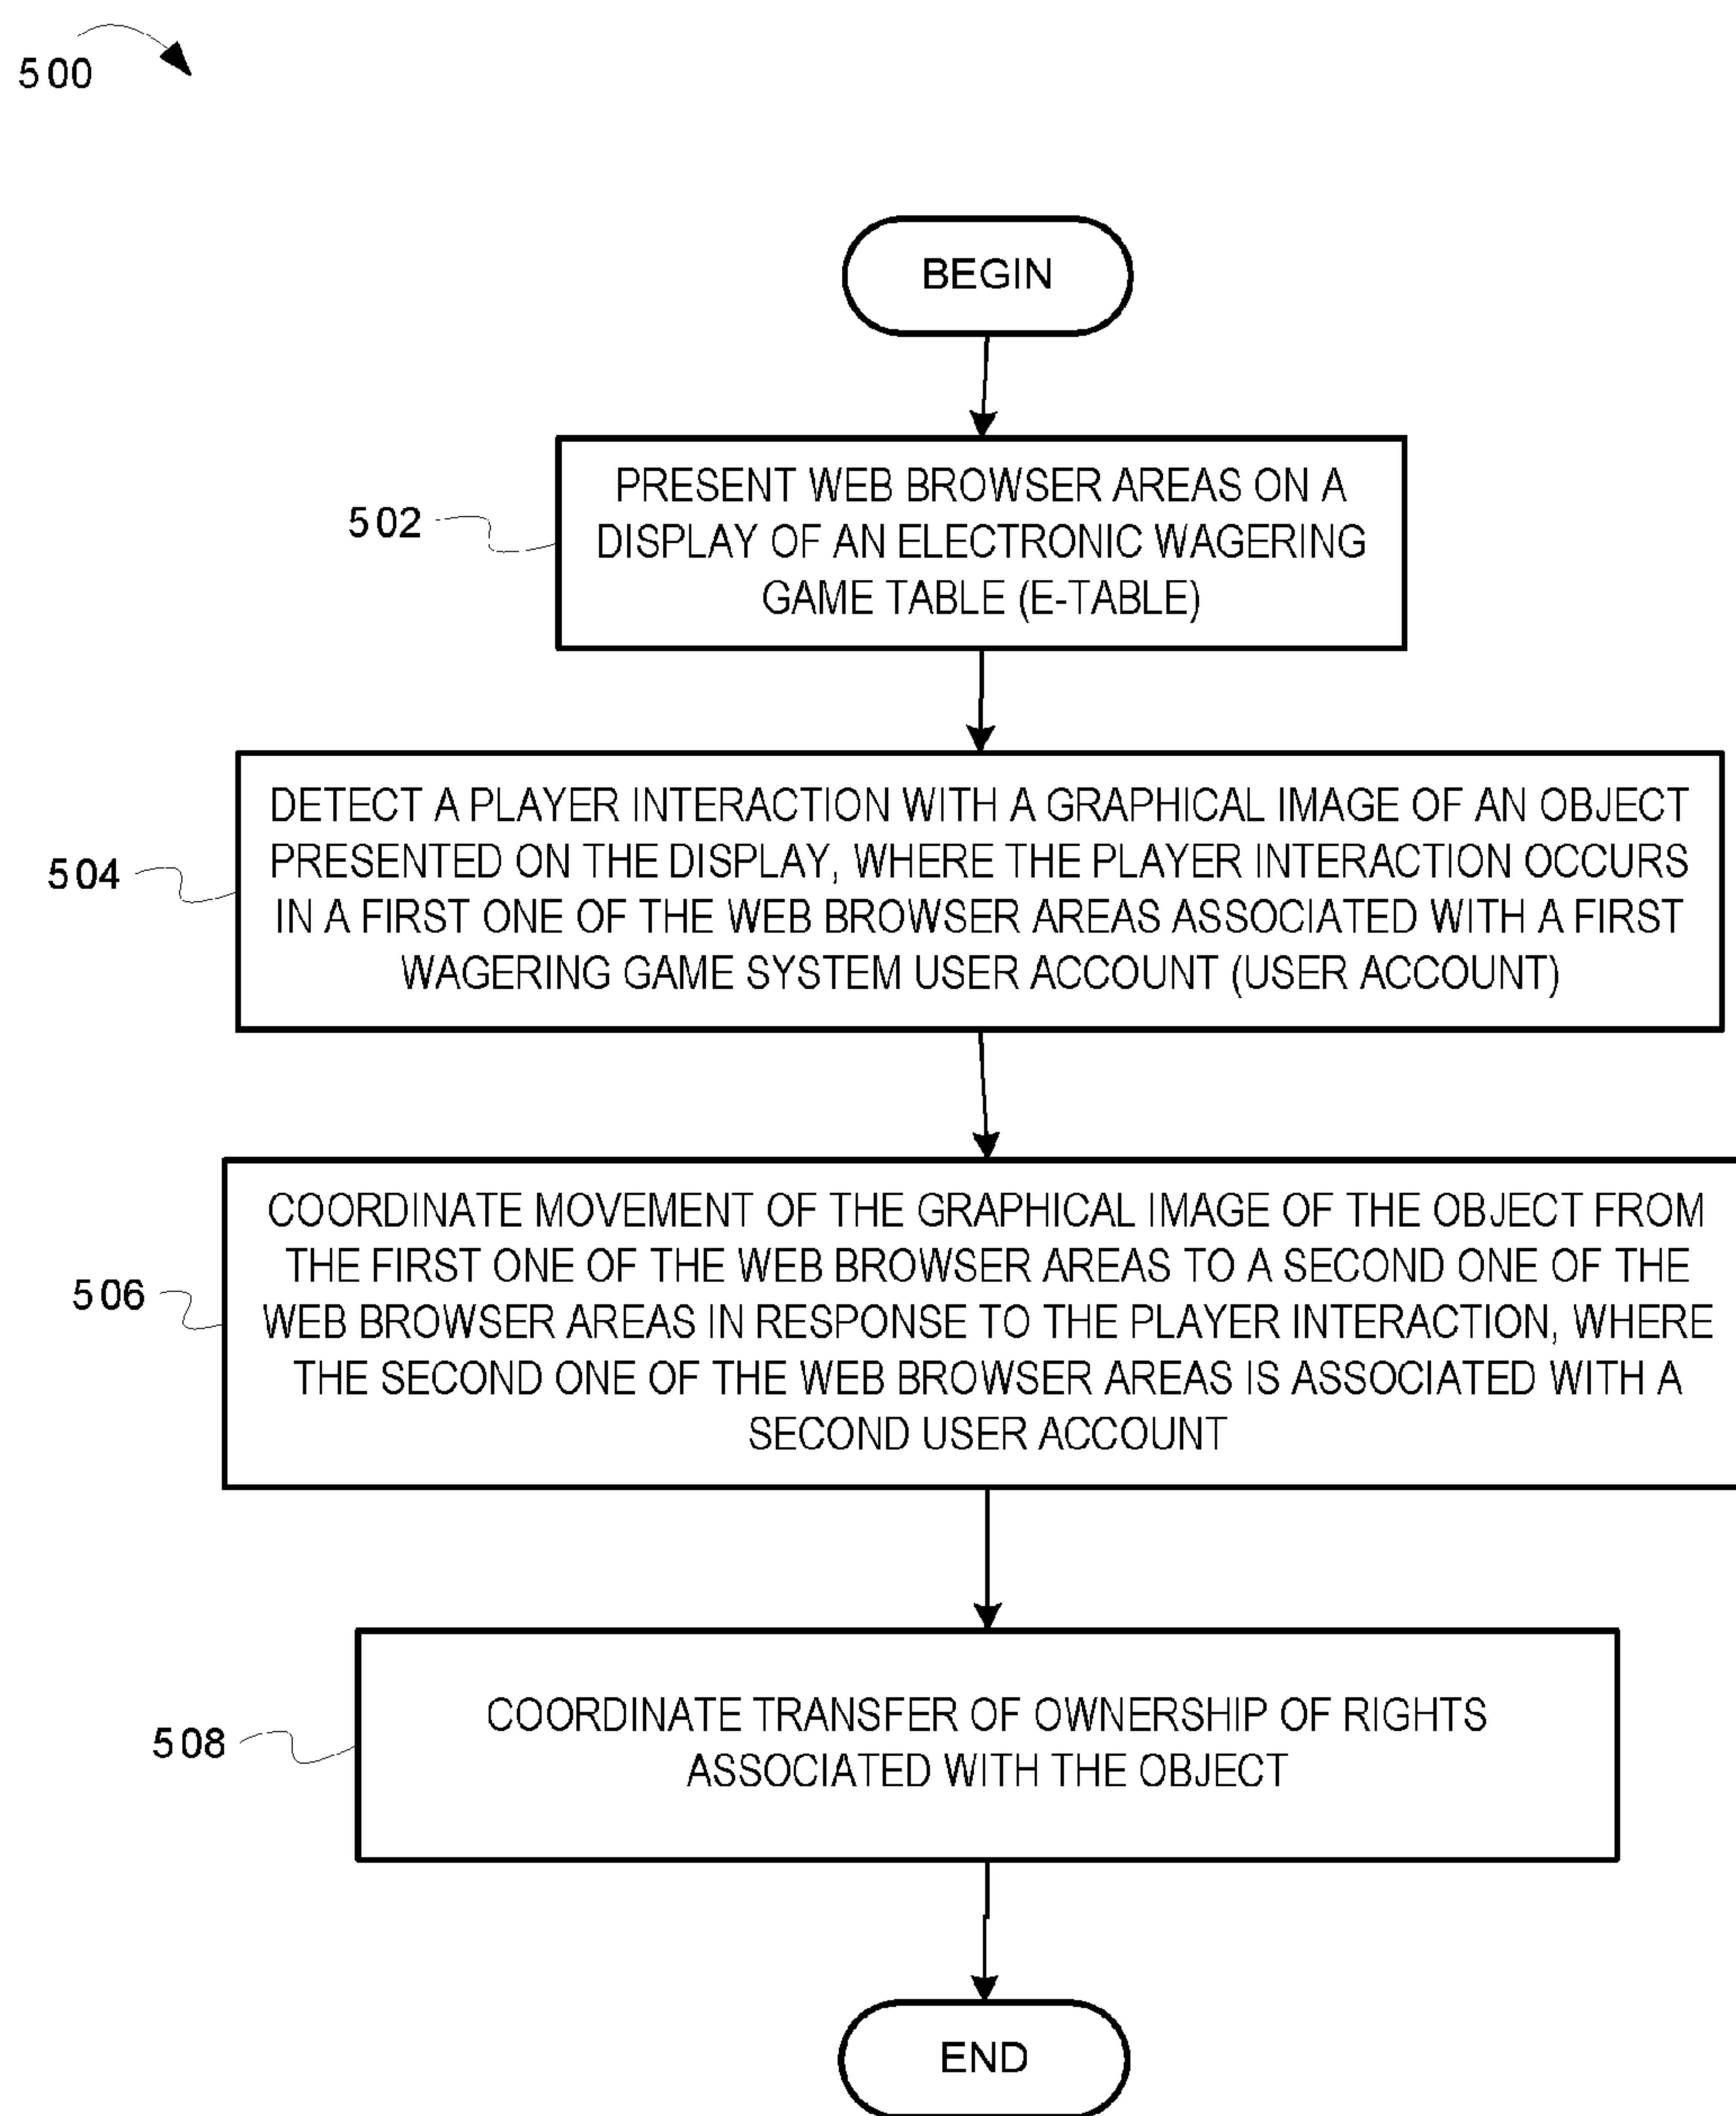 500
BEGIN
502
PRESENT WEB BROWSER AREAS ON A
DISPLAY OF AN ELECTRONIC WAGERING
GAME TABLE (E-TABLE)
504
DETECT A PLAYER INTERACTION WITH A GRAPHICAL IMAGE OF AN OBJECT
PRESENTED ON THE DISPLAY, WHERE THE PLAYER INTERACTION OCCURS
IN A FIRST ONE OF THE WEB BROWSER AREAS ASSOCIATED WITH A FIRST
WAGERING GAME SYSTEM USER ACCOUNT (USER ACCOUNT)
506
COORDINATE MOVEMENT OF THE GRAPHICAL IMAGE OF THE OBJECT FROM
THE FIRST ONE OF THE WEB BROWSER AREAS TO A SECOND ONE OF THE
WEB BROWSER AREAS IN RESPONSE TO THE PLAYER INTERACTION, WHERE
THE SECOND ONE OF THE WEB BROWSER AREAS IS ASSOCIATED WITH A
SECOND USER ACCOUNT
508
COORDINATE TRANSFER OF OWNERSHIP OF RIGHTS
ASSOCIATED WITH THE OBJECT
END